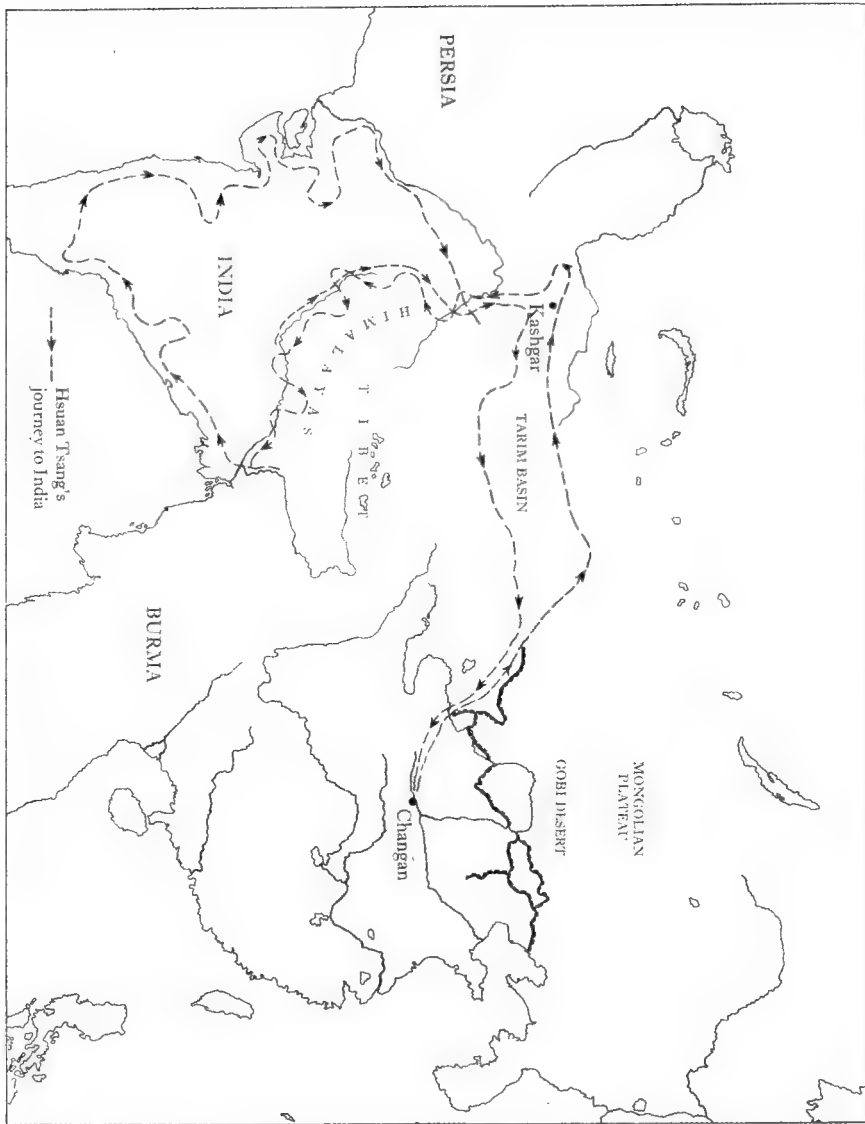 PERSIA
MONGOLIAN
PLATEAU
GOBI DESERT
Kashgar
TARIM BASIN
HIMALAYAS
TIBET
INDIA
Changan
BURMA
Hsuan Tsang's
journey to India